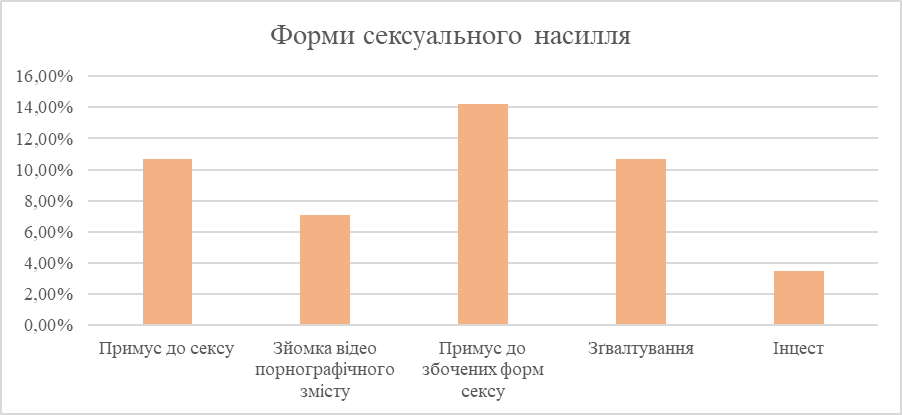 Форми сексуального насилля
16,00%
14,00%
12,00%
10,00%
8,00%
6,00%
4,00%
2,00%
0,00%
Примус до сексу
Зйомка відео
порнографічного
змісту
Примус до
збочених форм
сексу
Зґвалтування
Інцест